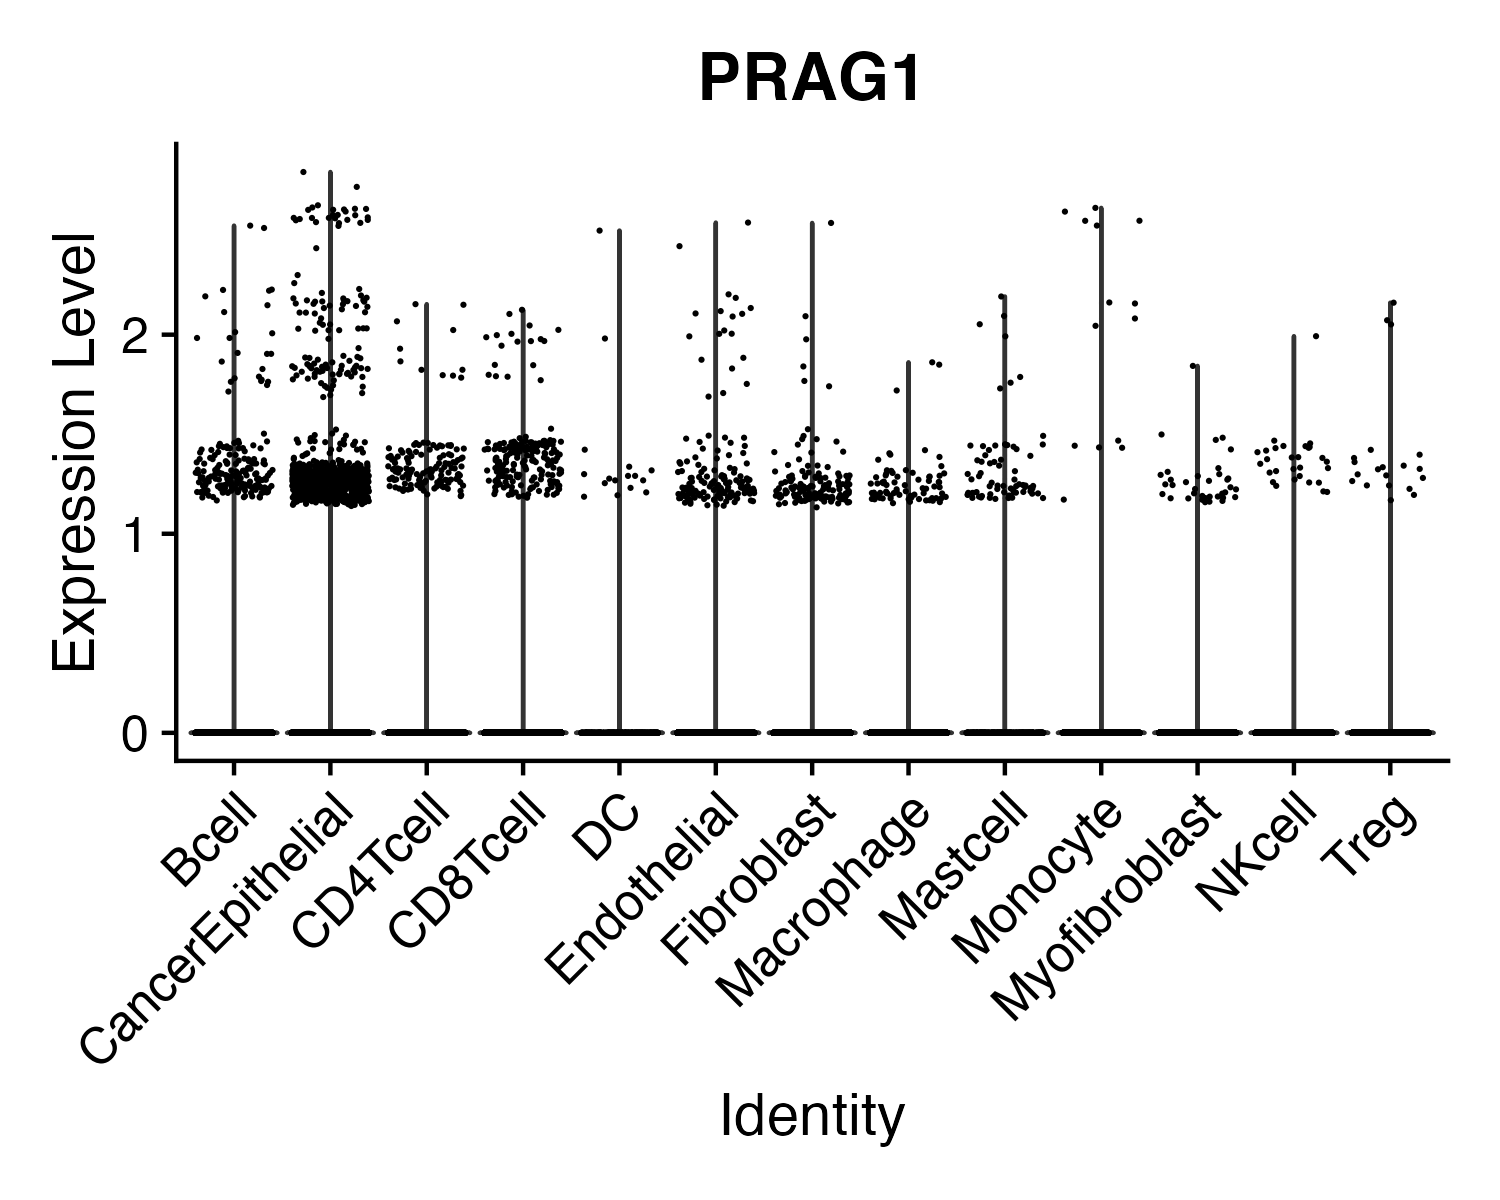 PRAG1
Expression Level
2
1
0
Bcell
CancerEpithelial
CD4Tcell
CD8Tcell
DC
Endothelial
Fibroblast
Macrophage
Mastcell
Monocyte
Myofibroblast
NKcell
Treg
Identity